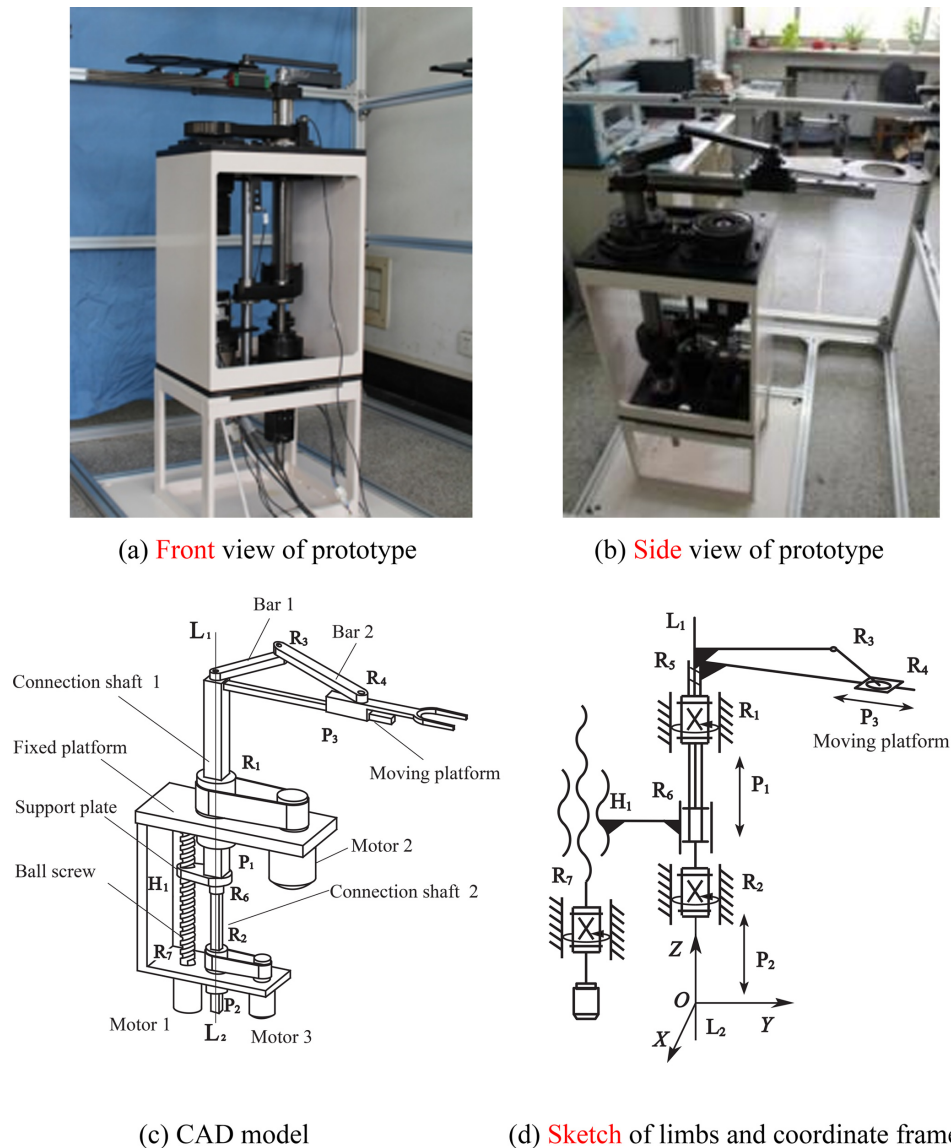 (a) Front view of prototype
(b) Side view of prototype
L₁
Bar 1
R₃
Bar 2
Connection shaft 1
R₄
P₃
Fixed platform
R₁
Moving platform
Support plate
P₁
Motor 2
Ball screw
H₁
R₆
Connection shaft 2
R₂
R₇
P₂
Motor 1
L₂
Motor 3
L₁
R₃
R₅
R₄
P₃
R₁
Moving platform
H₁
R₆
P₁
R₇
R₂
Z
P₂
O
L₂
X
Y
(c) CAD model
(d) Sketch of limbs and coordinate frame